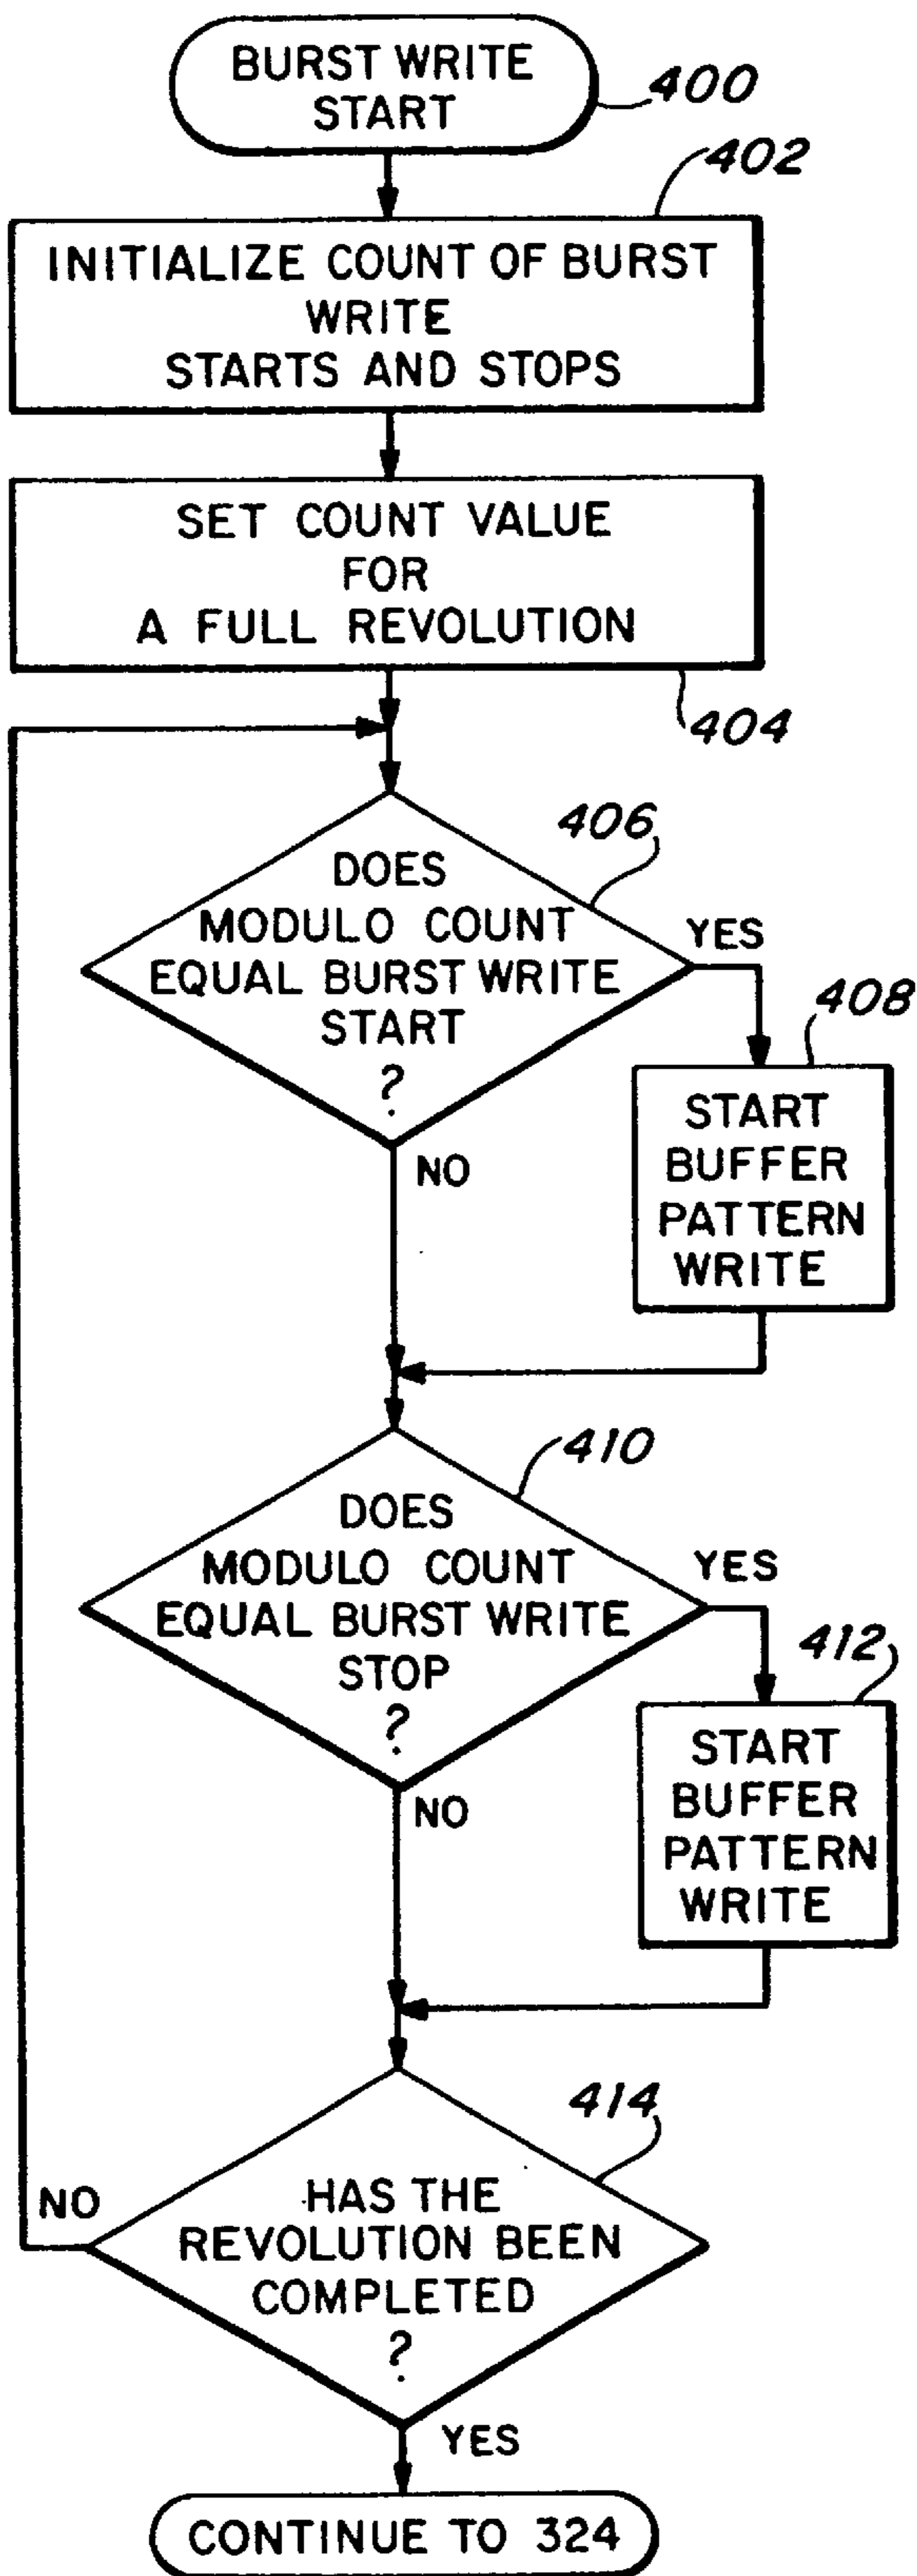 BURST WRITE
START
400
402
INITIALIZE COUNT OF BURST
WRITE
STARTS AND STOPS
SET COUNT VALUE
FOR
A FULL REVOLUTION
404
406
DOES
MODULO COUNT
EQUAL BURST WRITE
START
?
YES
NO
408
START
BUFFER
PATTERN
WRITE
410
DOES
MODULO COUNT
EQUAL BURST WRITE
STOP
?
YES
NO
412
START
BUFFER
PATTERN
WRITE
414
HAS THE
REVOLUTION BEEN
COMPLETED
?
NO
YES
CONTINUE TO 324